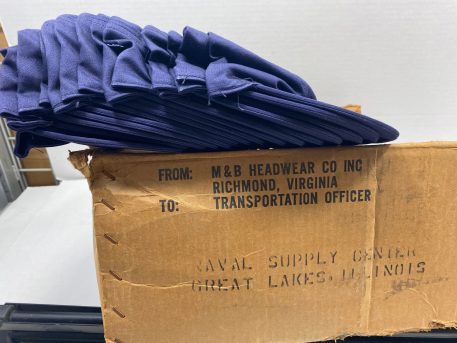 FROM: M&B HEADWEAR CO INC
RICHMOND, VIRGINIA
TO: TRANSPORTATION OFFICER
NAVAL SUPPLY CENTER
GREAT LAKES, ILLINOIS